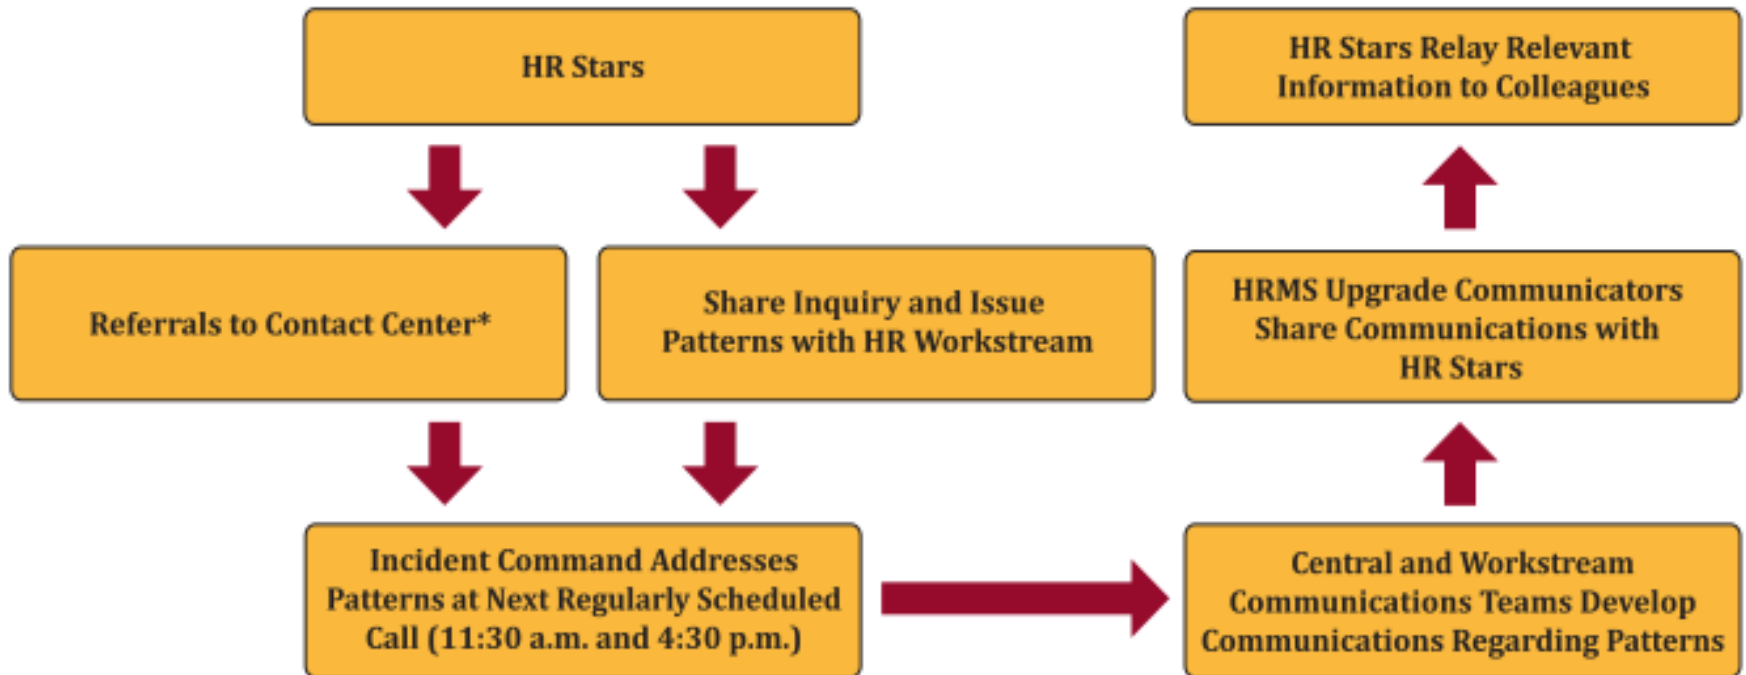 HR Stars
Referrals to Contact Center*
Share Inquiry and Issue
Patterns with HR Workstream
Incident Command Addresses
Patterns at Next Regularly Scheduled
Call (11:30 a.m. and 4:30 p.m.)
Central and Workstream
Communications Teams Develop
Communications Regarding Patterns
HRMS Upgrade Communicators
Share Communications with
HR Stars
HR Stars Relay Relevant
Information to Colleagues